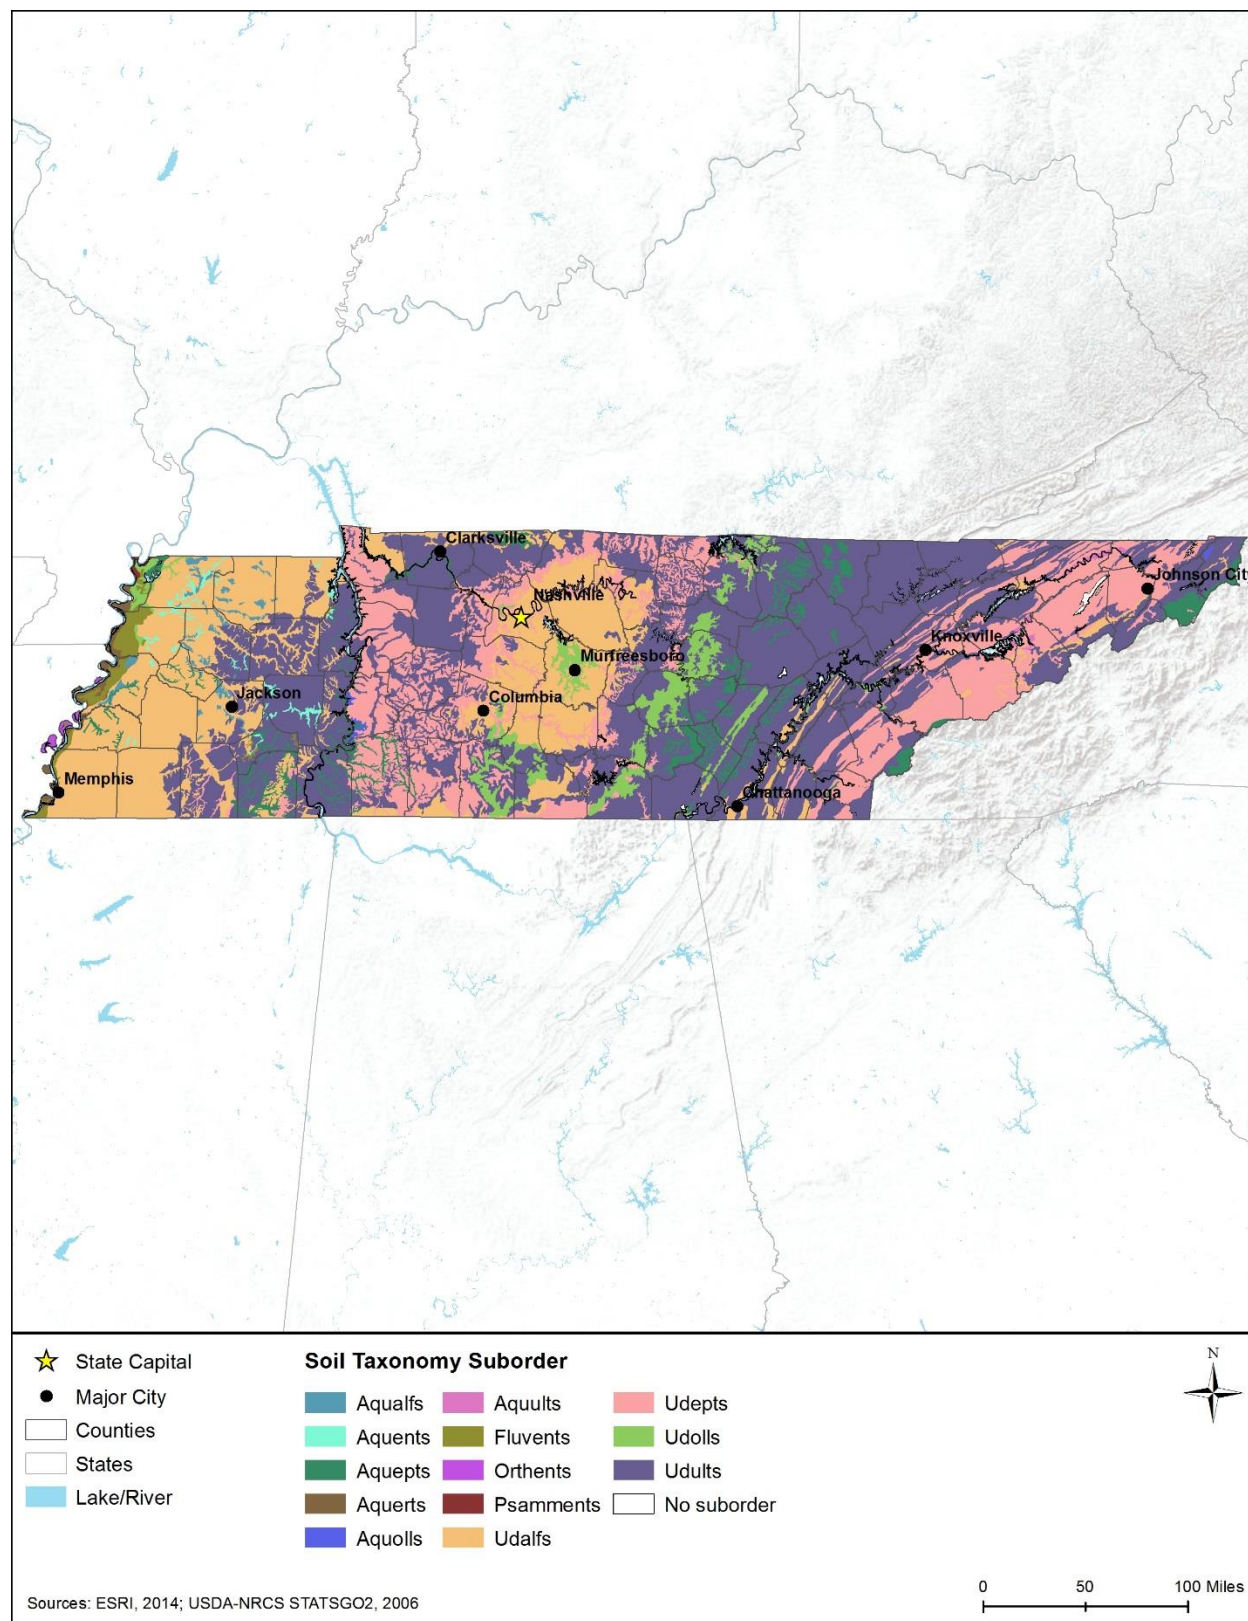 Clarksville
Nashville
Johnson City
Knoxville
Murfreesboro
Jackson
Columbia
Memphis
Chattanooga
State Capital
Major City
Counties
States
Lake/River
Soil Taxonomy Suborder
Aqualfs
Aquents
Aquepts
Aquerts
Aquolls
Aquults
Fluvents
Orthents
Psamments
Udalfs
Udepts
Udolls
Udults
No suborder
N
0 50 100 Miles
Sources: ESRI, 2014; USDA-NRCS STATSGO2, 2006